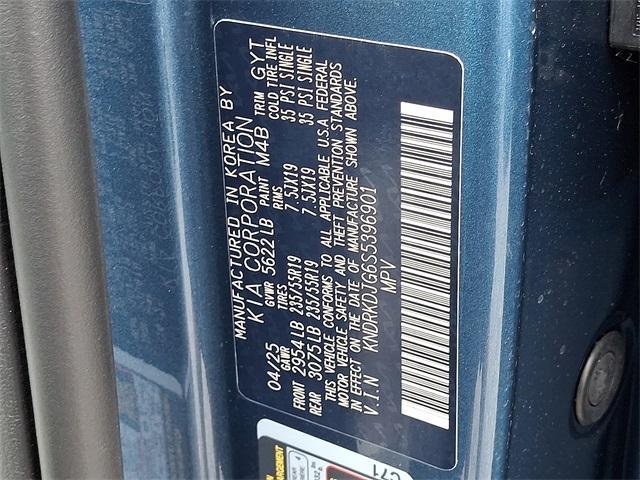 MANUFACTURED IN KOREA BY
KIA CORPORATION
04/25 GVWR 5622 LB PAINT M4B TRIM GYT
GAWR TIRES RIMS COLD TIRE INFL
FRONT 2954 LB 235/55R19 7.5JX19 35 PSI SINGLE
REAR 3075 LB 235/55R19 7.5JX19 35 PSI SINGLE
THIS VEHICLE CONFORMS TO ALL APPLICABLE U.S.A FEDERAL
MOTOR VEHICLE SAFETY AND THEFT PREVENTION STANDARDS
IN EFFECT ON THE DATE OF MANUFACTURE SHOWN ABOVE.
V.I.N KNDRKDJG6S5396901
MPV
C71